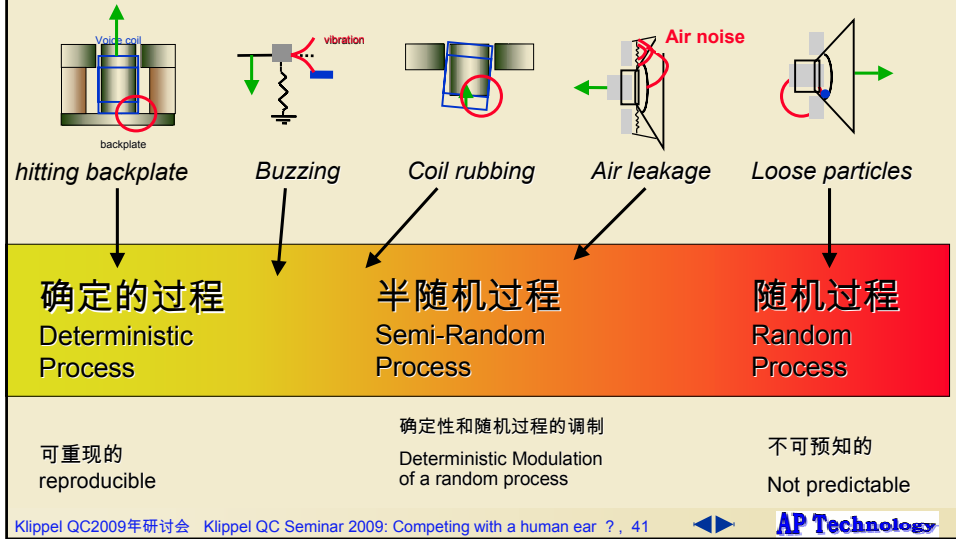 Voice coil
backplate
vibration
Air noise
hitting backplate
Buzzing
Coil rubbing
Air leakage
Loose particles
确定的过程
Deterministic
Process
半随机过程
Semi-Random
Process
随机过程
Random
Process
可重现的
reproducible
确定性和随机过程的调制
Deterministic Modulation
of a random process
不可预知的
Not predictable
Klippel QC2009年研讨会 Klippel QC Seminar 2009: Competing with a human ear ?, 41
AP Technology